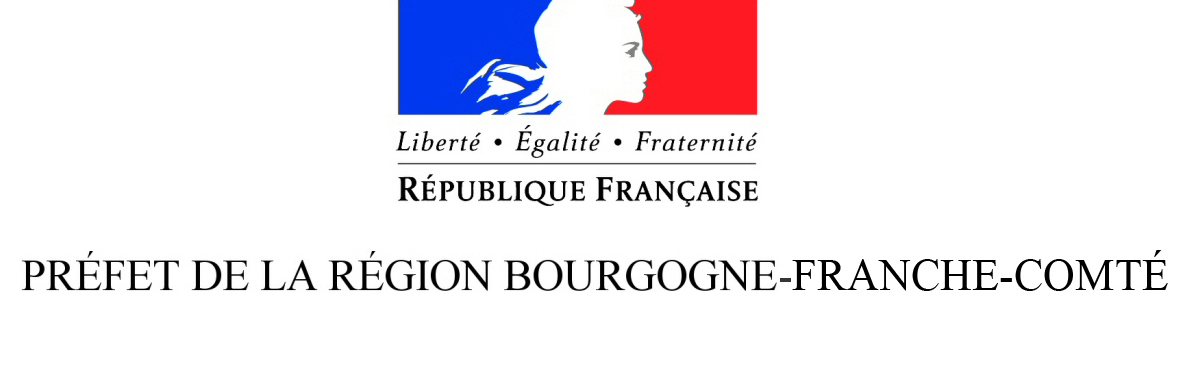 Liberté • Égalité • Fraternité
RÉPUBLIQUE FRANÇAISE
PRÉFET DE LA RÉGION BOURGOGNE-FRANCHE-COMTÉ